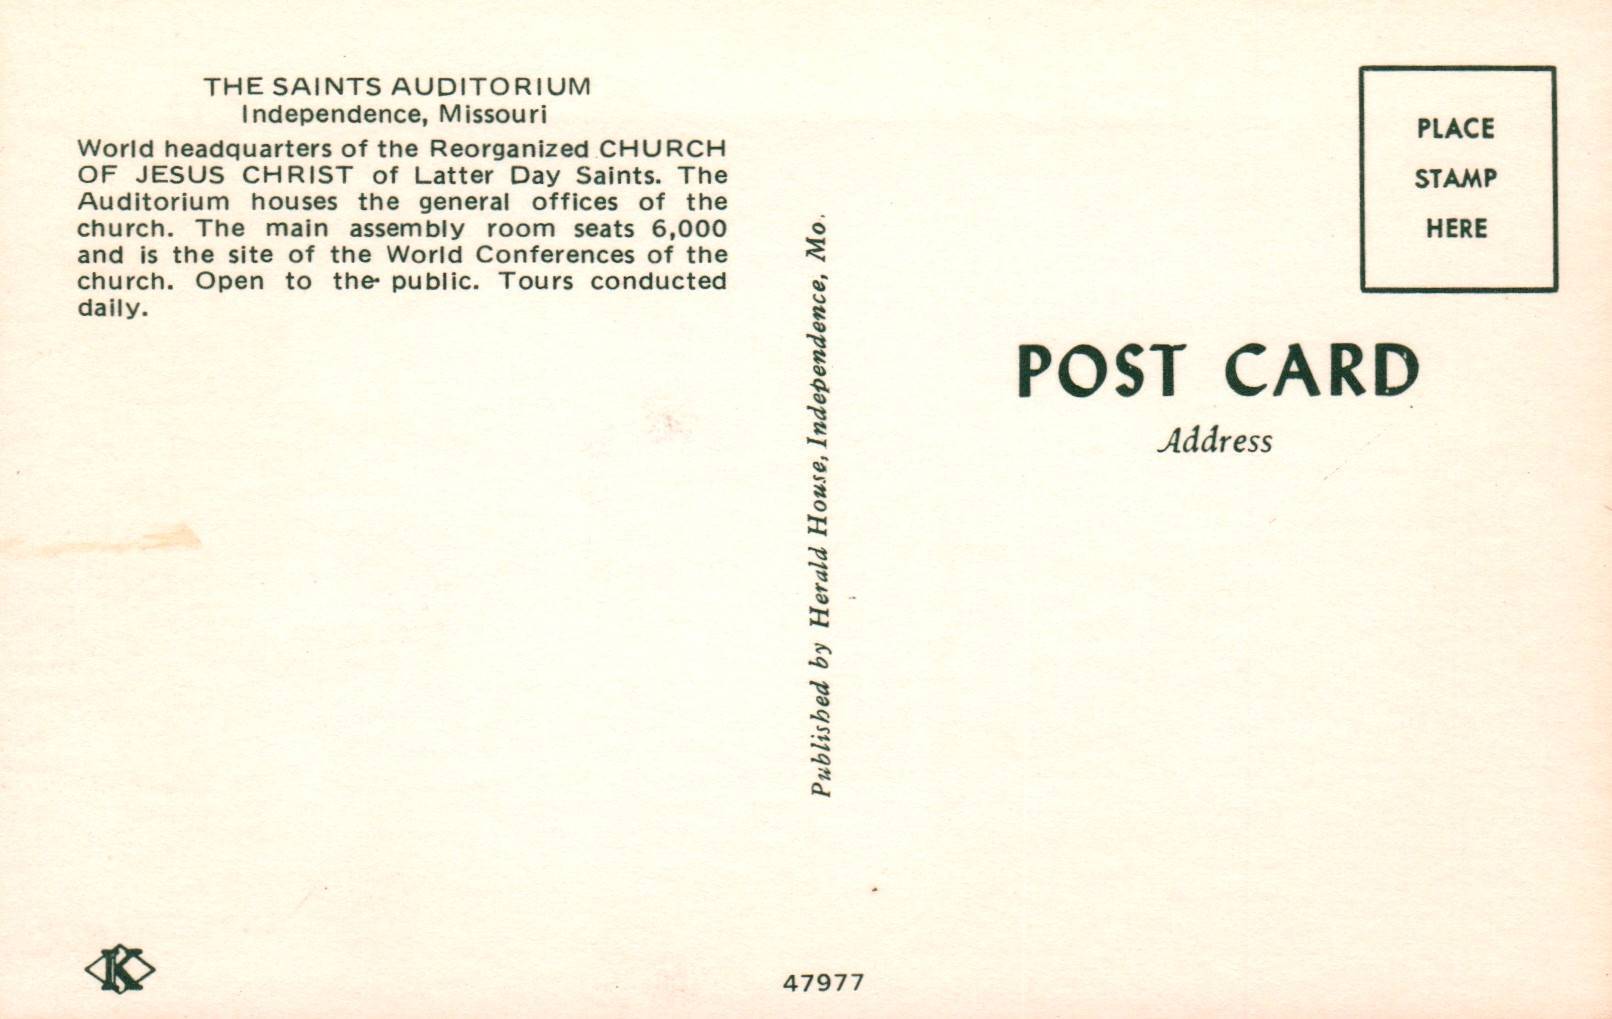 THE SAINTS AUDITORIUM
Independence, Missouri
World headquarters of the Reorganized CHURCH
OF JESUS CHRIST of Latter Day Saints. The
Auditorium houses the general offices of the
church. The main assembly room seats 6,000
and is the site of the World Conferences of the
church. Open to the public. Tours conducted
daily.
Published by Herald House, Independence, Mo.
PLACE
STAMP
HERE
POST CARD
Address
K
47977